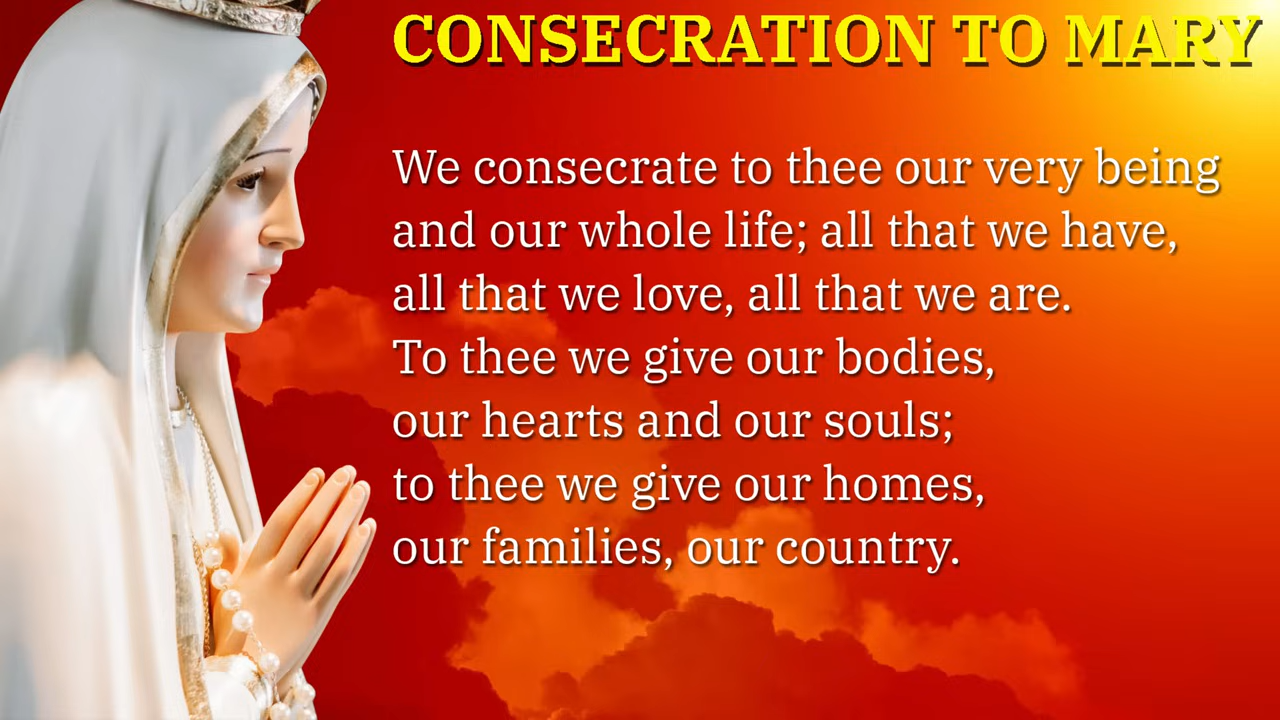 CONSECRATION TO MARY
We consecrate to thee our very being
and our whole life; all that we have,
all that we love, all that we are.
To thee we give our bodies,
our hearts and our souls;
to thee we give our homes,
our families, our country.